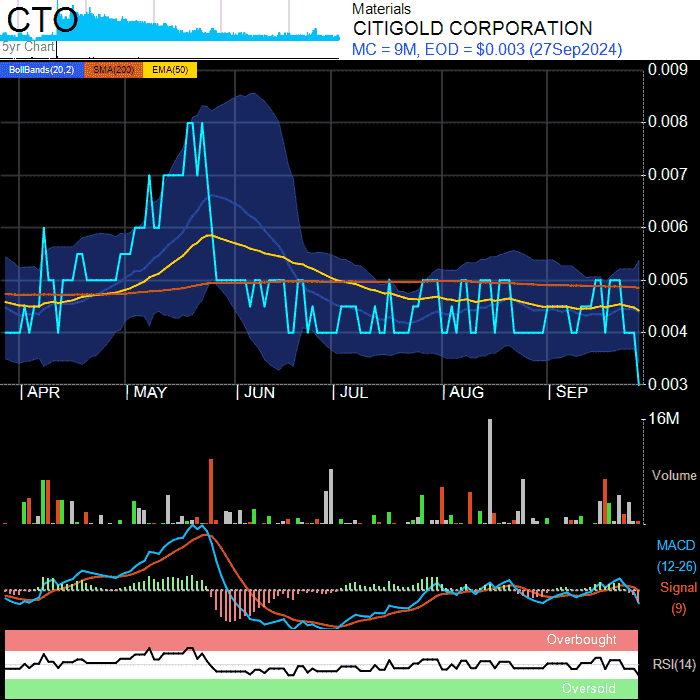 CTO
5yr Chart
Materials
CITIGOLD CORPORATION
MC = 9M, EOD = $0.003 (27Sep2024)
BollBands(20,2) SMA(200) EMA(50)
0.009
0.008
0.007
0.006
0.005
0.004
0.003
APR MAY JUN JUL AUG SEP
16M
Volume
MACD
(12-26)
Signal
(9)
Overbought
RSI(14)
Oversold